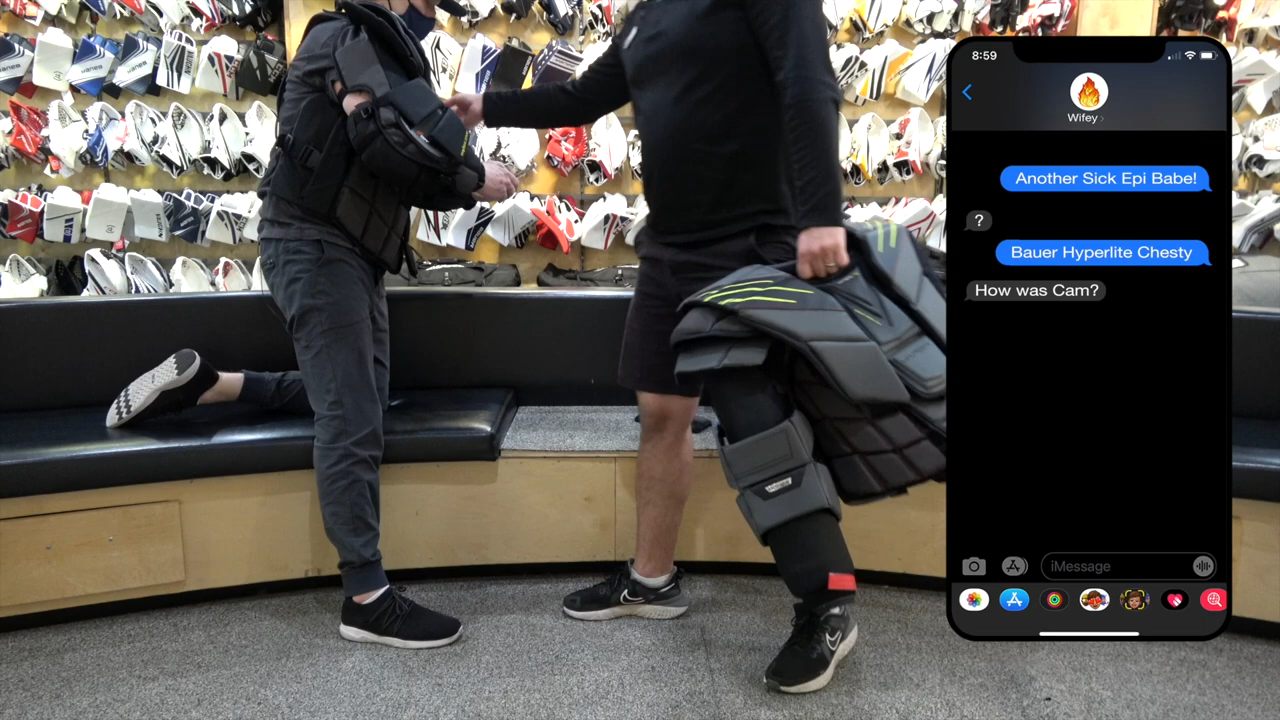 8:59
Wifey
Another Sick Epi Babe!
?
Bauer Hyperlite Chesty
How was Cam?
iMessage